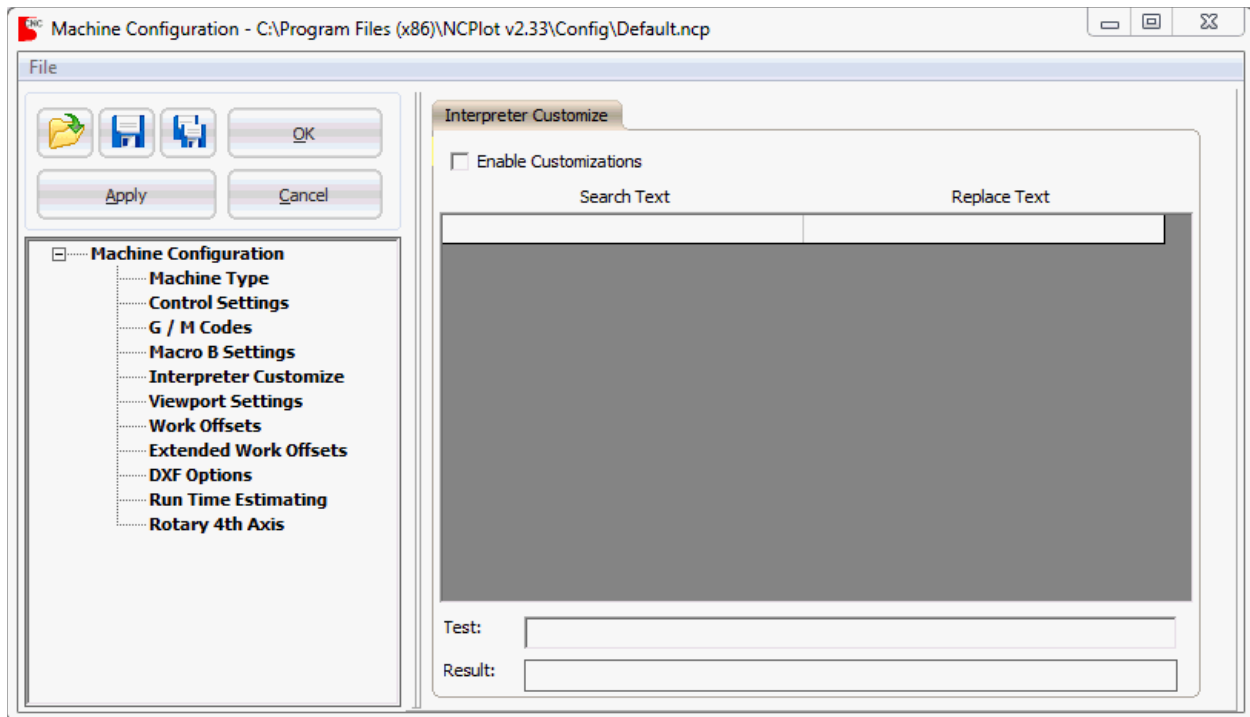 Machine Configuration - C:\Program Files (x86)\NCPlot v2.33\Config\Default.ncp
File
OK
Apply
Cancel
Machine Configuration
Machine Type
Control Settings
G / M Codes
Macro B Settings
Interpreter Customize
Viewport Settings
Work Offsets
Extended Work Offsets
DXF Options
Run Time Estimating
Rotary 4th Axis
Interpreter Customize
Enable Customizations
Search Text Replace Text
Test:
Result: